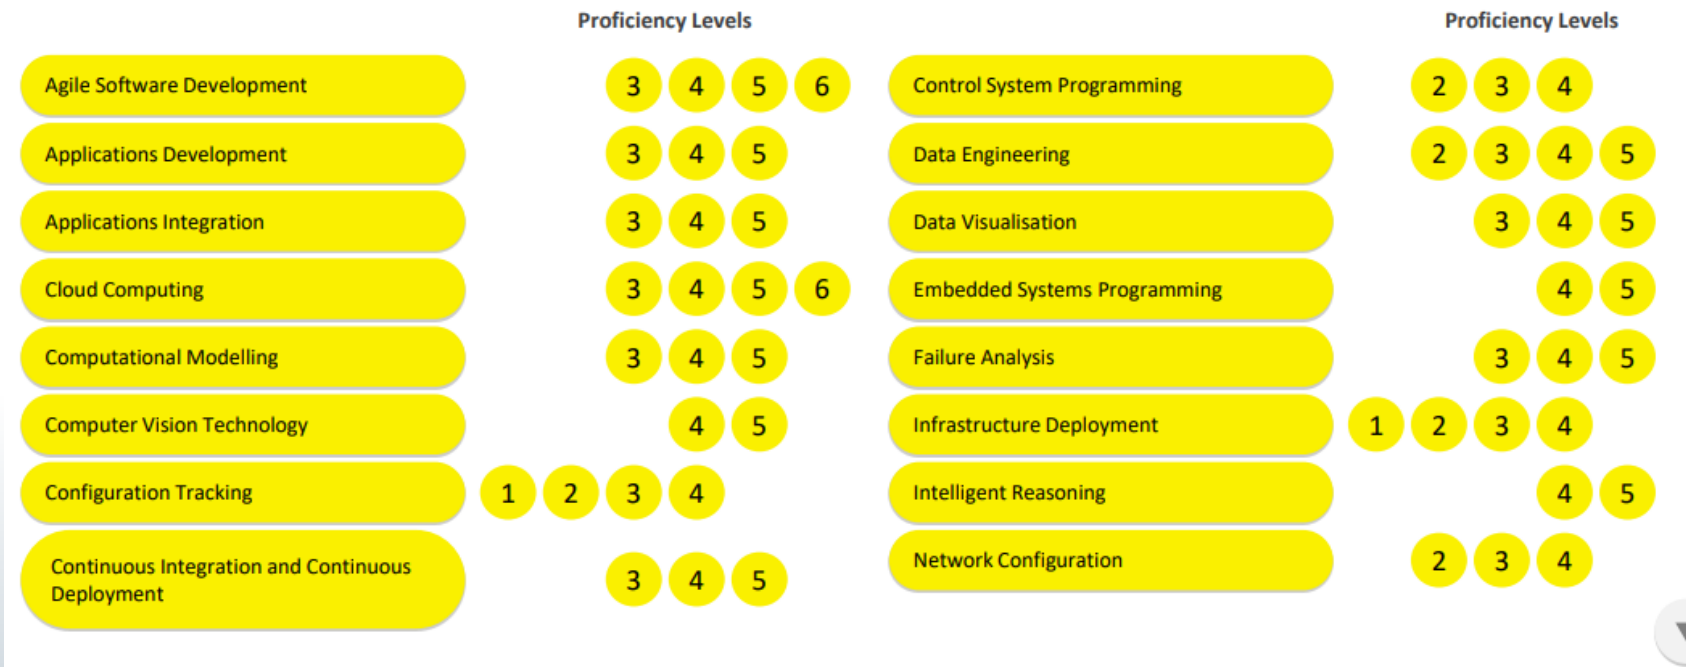 Proficiency Levels
Agile Software Development 3 4 5 6
Applications Development 3 4 5
Applications Integration 3 4 5
Cloud Computing 3 4 5 6
Computational Modelling 3 4 5
Computer Vision Technology 4 5
Configuration Tracking 1 2 3 4
Continuous Integration and Continuous
Deployment 3 4 5
Proficiency Levels
Control System Programming 2 3 4
Data Engineering 2 3 4 5
Data Visualisation 3 4 5
Embedded Systems Programming 4 5
Failure Analysis 3 4 5
Infrastructure Deployment 1 2 3 4
Intelligent Reasoning 4 5
Network Configuration 2 3 4